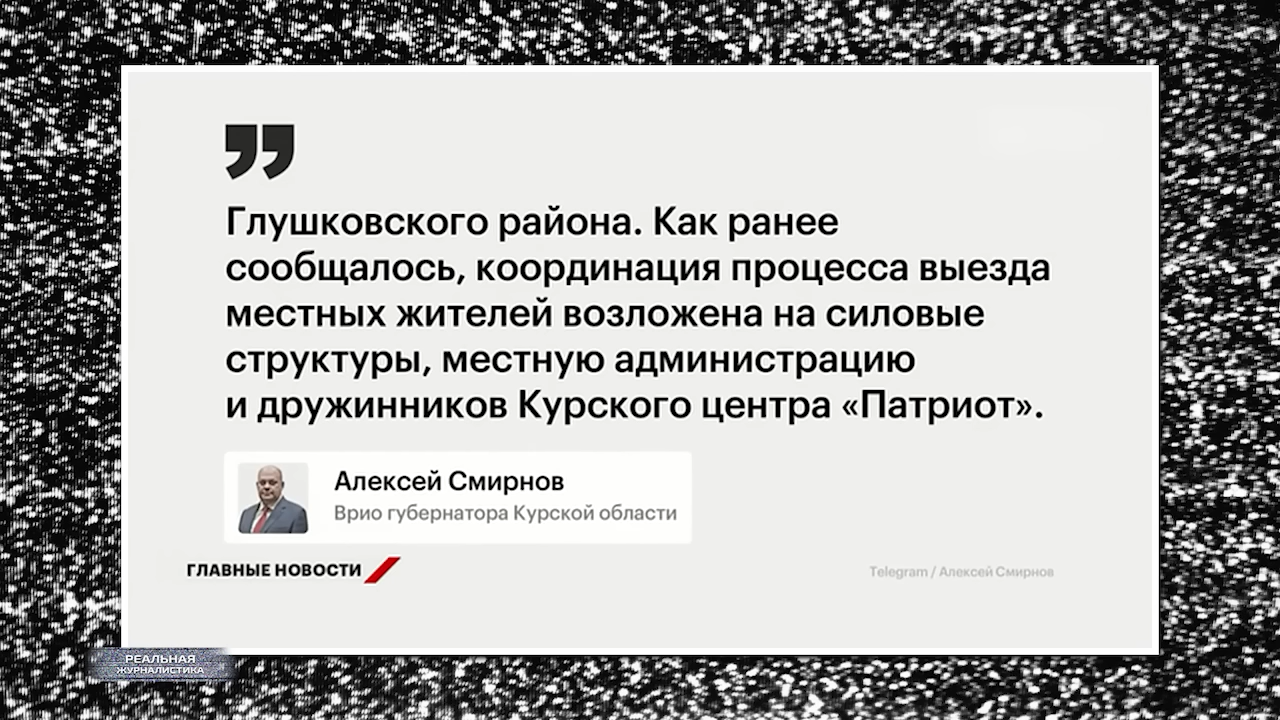 Глушковского района. Как ранее
сообщалось, координация процесса выезда
местных жителей возложена на силовые
структуры, местную администрацию
и дружинников Курского центра «Патриот».
Алексей Смирнов
Врио губернатора Курской области
ГЛАВНЫЕ НОВОСТИ
Telegram / Алексей Смирнов
РЕАЛЬНАЯ
ЖУРНАЛИСТИКА